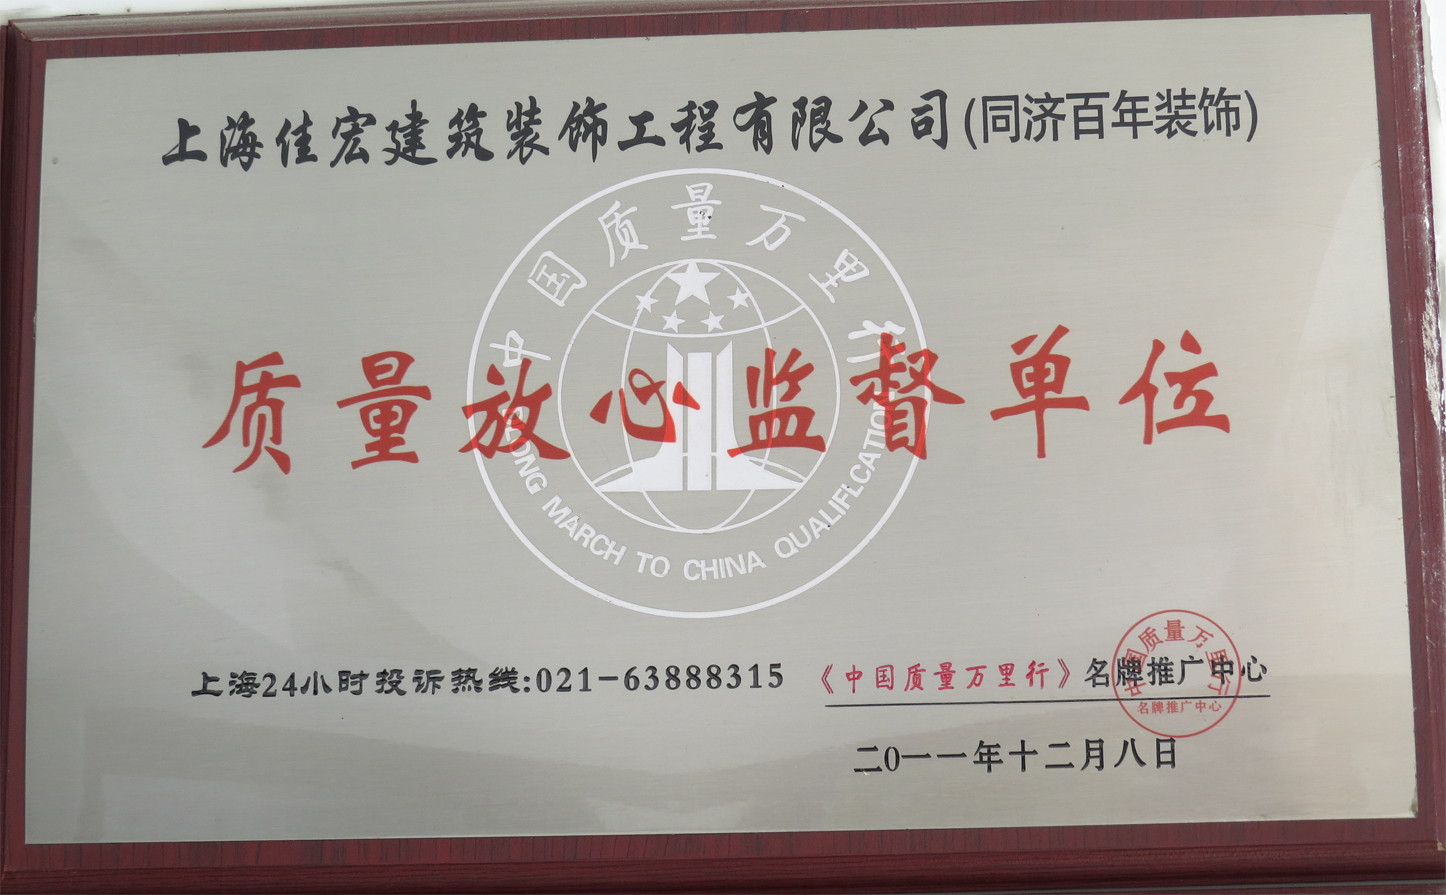 上海佳宏建筑装饰工程有限公司(同济百年装饰)
中国质量万里行
质量放心监督单位
LONG MARCH TO CHINA QUALIFLCATION
上海24小时投诉热线:021-63888315
《中国质量万里行》名牌推广中心
中国质量万里行
名牌推广中心
二0一一年十二月八日